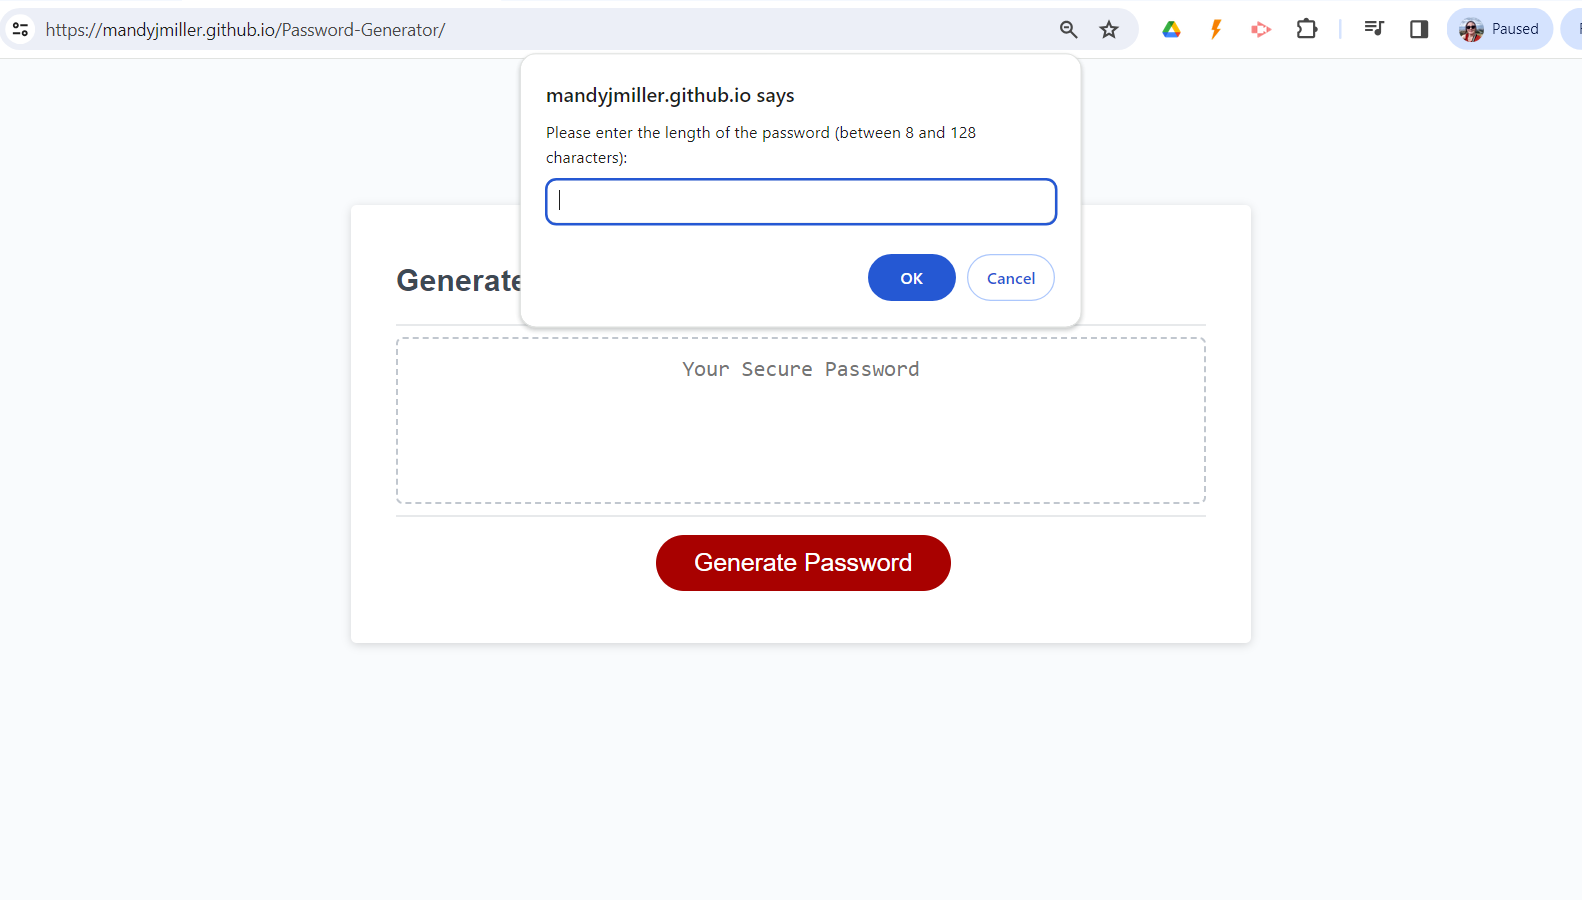 https://mandyjmiller.github.io/Password-Generator/
Paused
mandyjmiller.github.io says
Please enter the length of the password (between 8 and 128
characters):
OK
Cancel
Generate
Your Secure Password
Generate Password